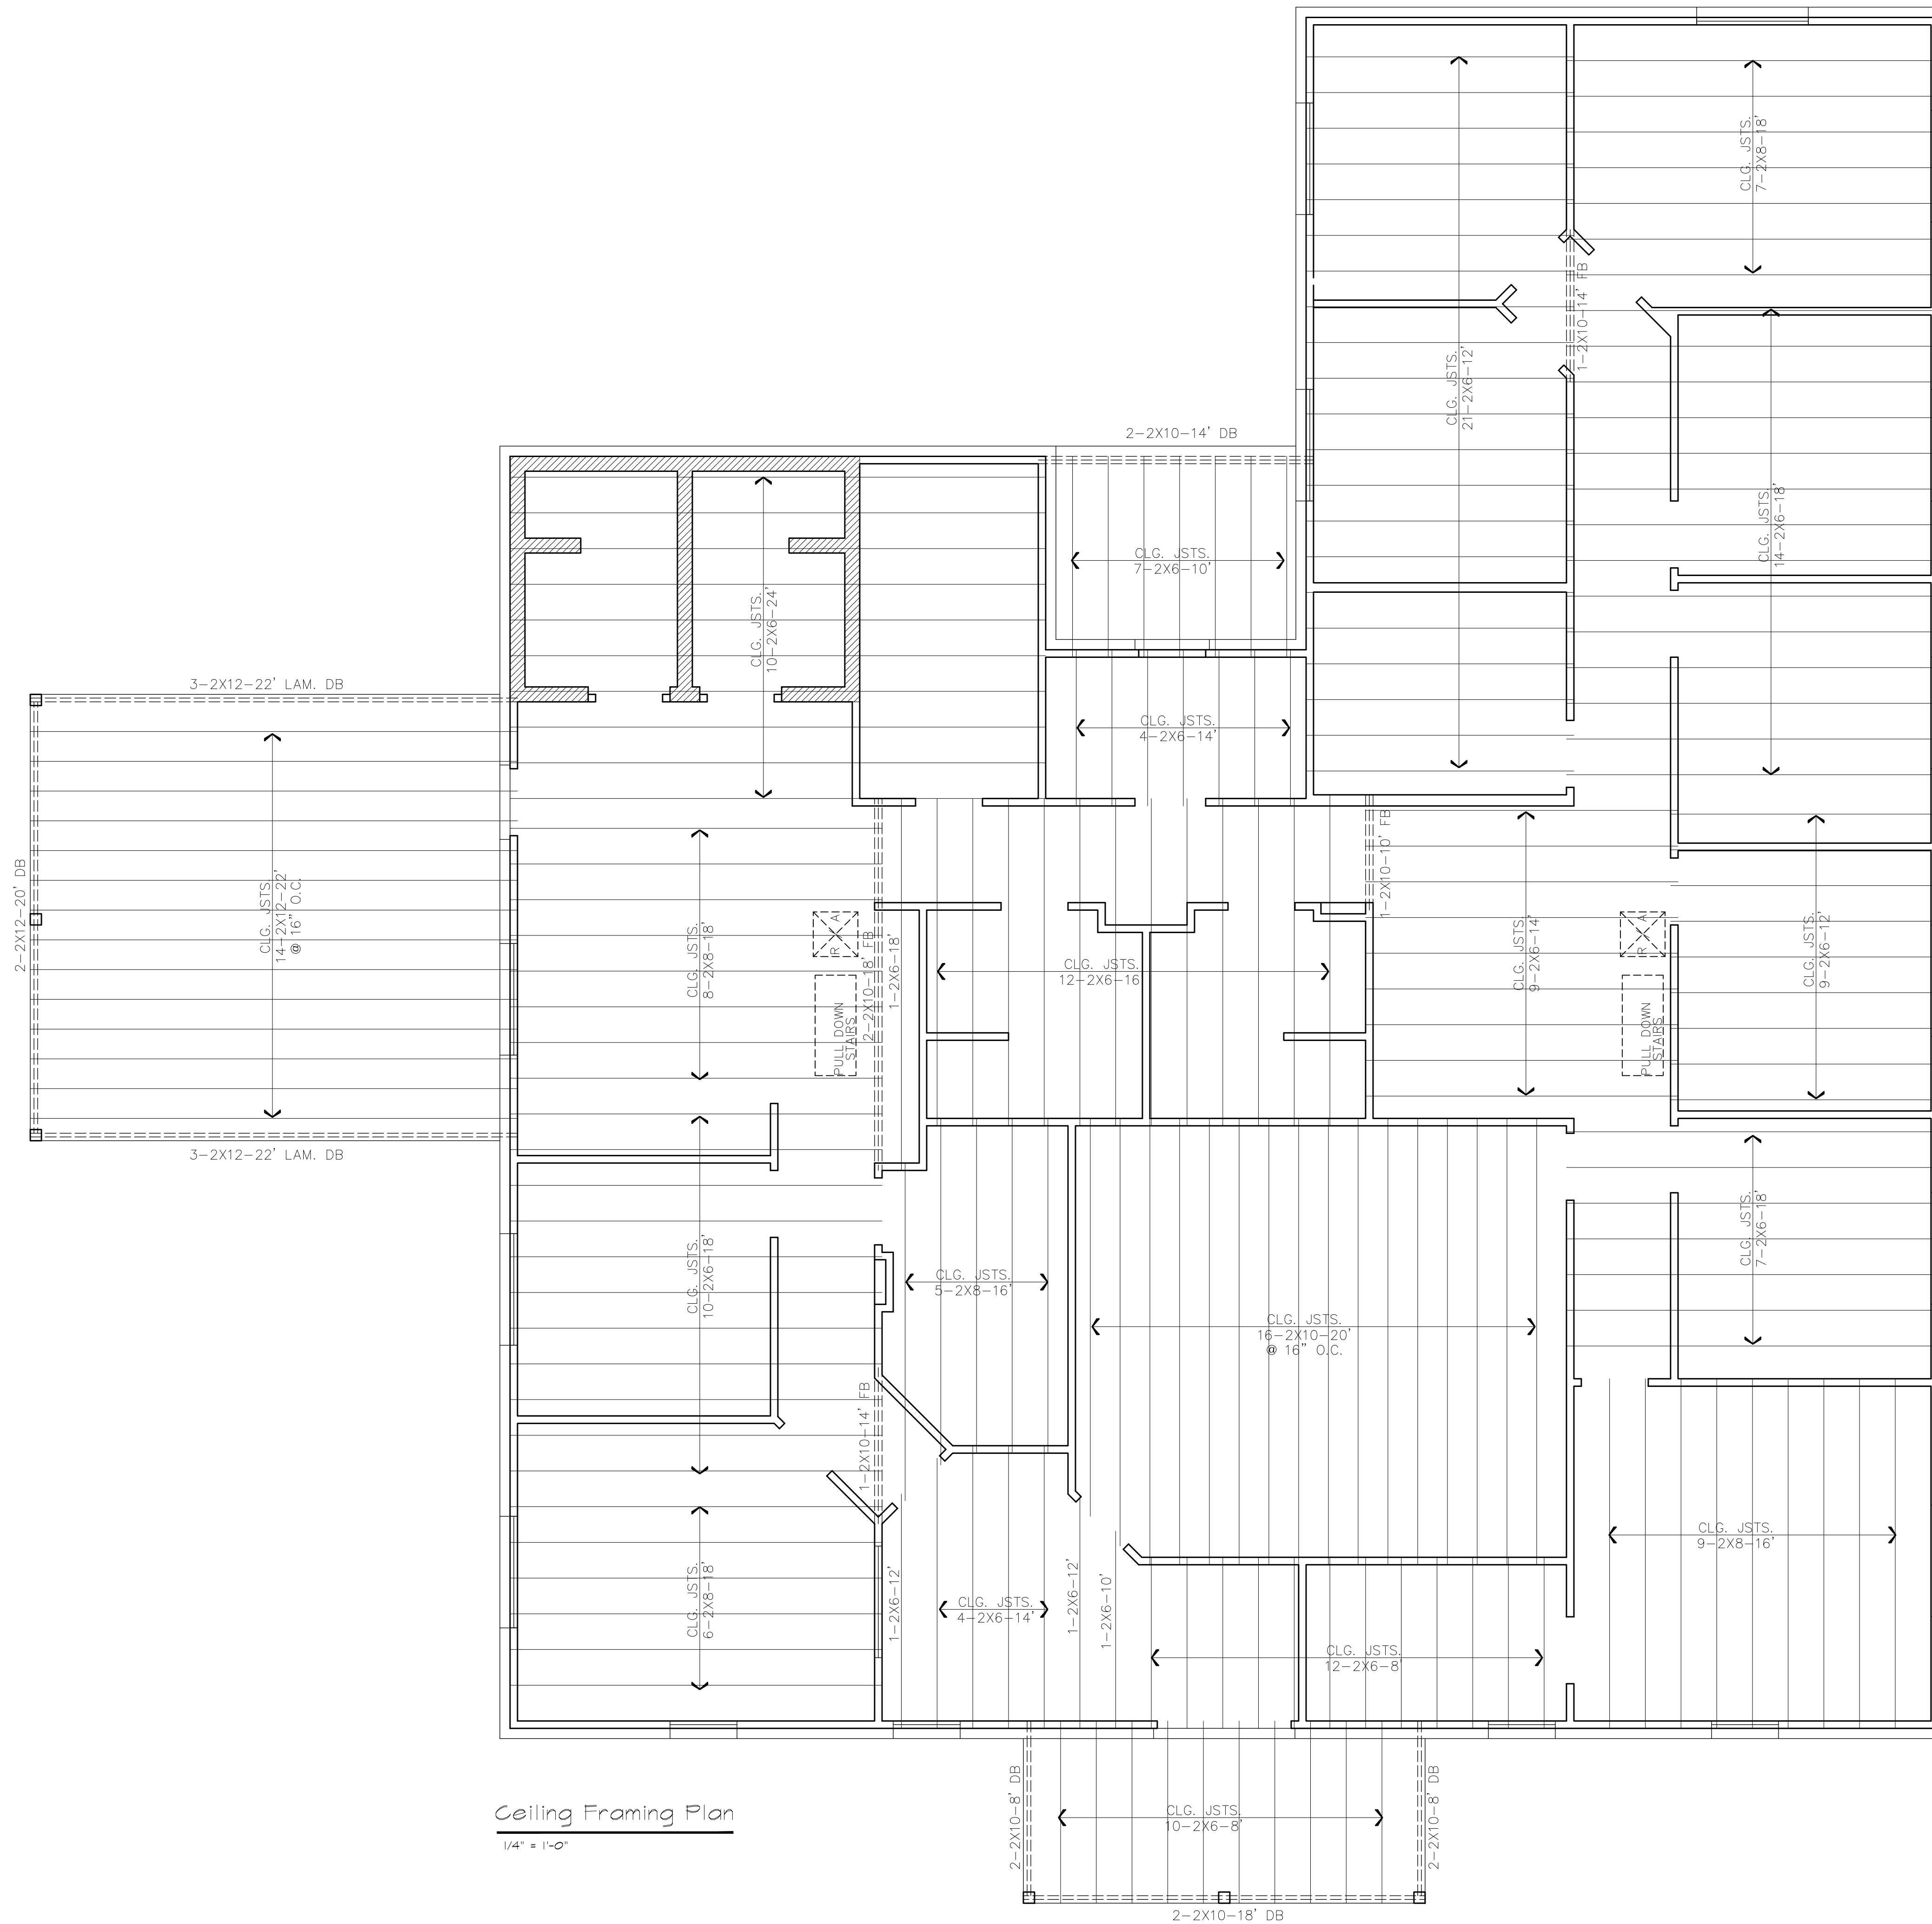 CLG. JSTS.
21-2X6-12'
CLG. JSTS.
7-2X8-18'
1-2X10-14' FB
CLG. JSTS.
14-2X6-18'
2-2X10-14' DB
CLG. JSTS.
7-2X6-10'
CLG. JSTS.
10-2X6-24'
3-2X12-22' LAM. DB
CLG. JSTS.
4-2X6-14'
2-2X12-20' DB
CLG. JSTS.
14-2X12-22'
@ 16" O.C.
CLG. JSTS.
8-2X8-18'
R A
PULL DOWN
STAIRS
2-2X10-18' FB
1-2X6-18'
CLG. JSTS.
12-2X6-16
1-2X10-10' FB
CLG. JSTS.
9-2X6-14'
R A
PULL DOWN
STAIRS
CLG. JSTS.
9-2X6-12'
3-2X12-22' LAM. DB
CLG. JSTS.
10-2X6-18'
CLG. JSTS.
5-2X8-16'
CLG. JSTS.
16-2X10-20'
@ 16" O.C.
CLG. JSTS.
7-2X6-18'
1-2X10-14' FB
CLG. JSTS.
6-2X8-18'
1-2X6-12'
CLG. JSTS.
4-2X6-14'
1-2X6-12'
1-2X6-10'
CLG. JSTS.
12-2X6-8'
CLG. JSTS.
9-2X8-16'
2-2X10-8' DB
CLG. JSTS.
10-2X6-8'
2-2X10-8' DB
2-2X10-18' DB
Ceiling Framing Plan
1/4" = 1'-0"